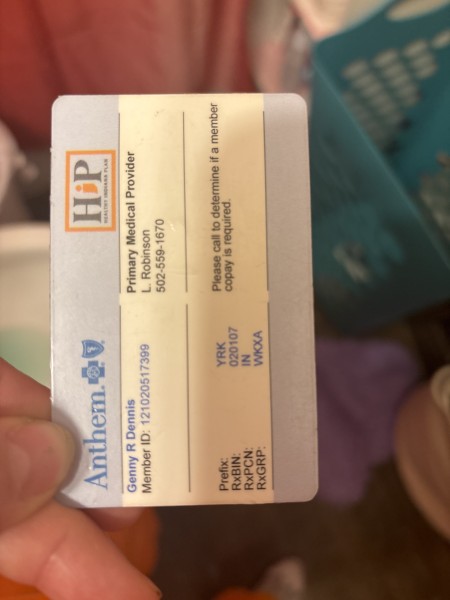 Anthem.
HIP
HEALTHY INDIANA PLAN
Genny R Dennis
Member ID: 121020517399
Primary Medical Provider
L. Robinson
502-559-1670
Prefix: YRK
RxBIN: 020107
RxPCN: IN
RxGRP: WKXA
Please call to determine if a member
copay is required.